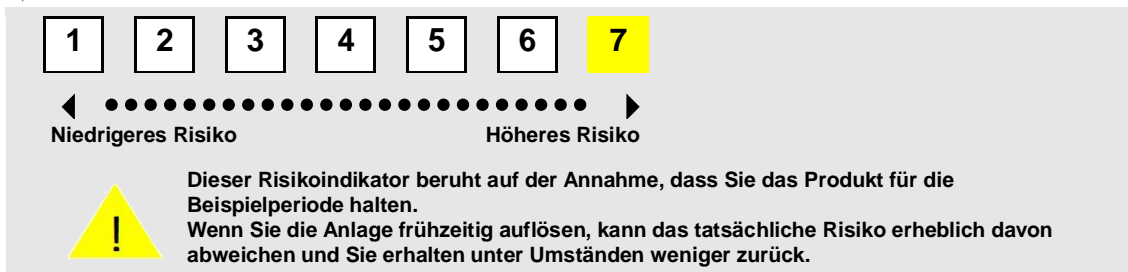 1 2 3 4 5 6 7
Niedrigeres Risiko Höheres Risiko
Dieser Risikoindikator beruht auf der Annahme, dass Sie das Produkt für die
Beispielperiode halten.
Wenn Sie die Anlage frühzeitig auflösen, kann das tatsächliche Risiko erheblich davon
abweichen und Sie erhalten unter Umständen weniger zurück.
!